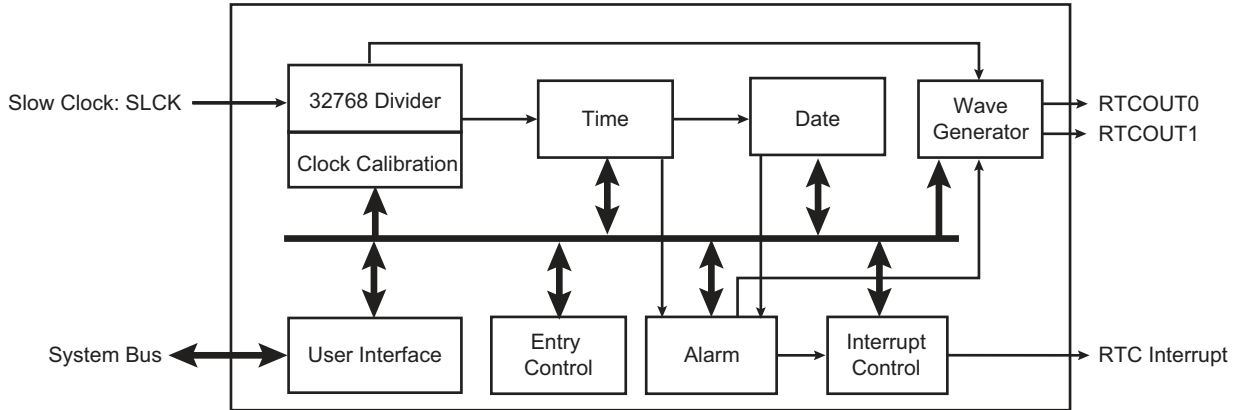 Slow Clock: SLCK
32768 Divider
Clock Calibration
Time
Date
Wave
Generator
RTCOUT0
RTCOUT1
System Bus
User Interface
Entry
Control
Alarm
Interrupt
Control
RTC Interrupt